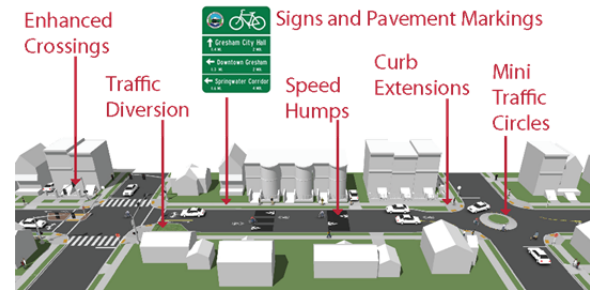 Enhanced
Crossings
Traffic
Diversion
Gresham City Hall
Downtown Gresham
Springwater Corridor
Signs and Pavement Markings
Speed
Humps
Curb
Extensions
Mini
Traffic
Circles